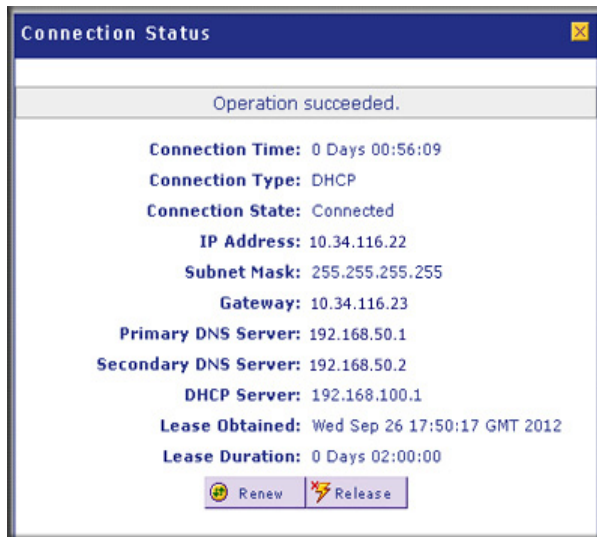 Connection Status
Operation succeeded.
Connection Time: 0 Days 00:56:09
Connection Type: DHCP
Connection State: Connected
IP Address: 10.34.116.22
Subnet Mask: 255.255.255.255
Gateway: 10.34.116.23
Primary DNS Server: 192.168.50.1
Secondary DNS Server: 192.168.50.2
DHCP Server: 192.168.100.1
Lease Obtained: Wed Sep 26 17:50:17 GMT 2012
Lease Duration: 0 Days 02:00:00
Renew Release